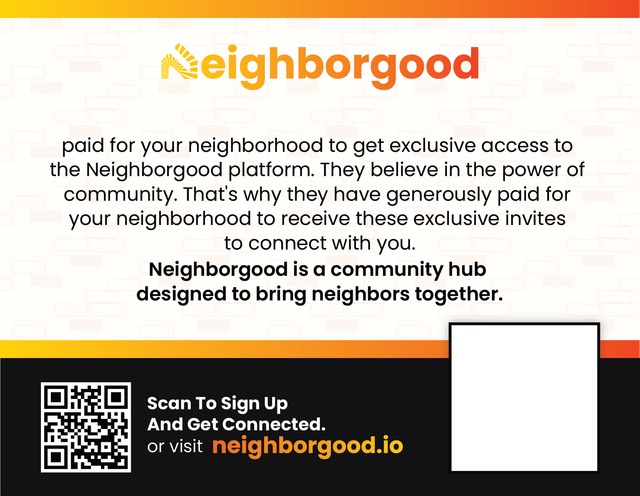 Neighborgood
paid for your neighborhood to get exclusive access to
the Neighborgood platform. They believe in the power of
community. That's why they have generously paid for
your neighborhood to receive these exclusive invites
to connect with you.
Neighborgood is a community hub
designed to bring neighbors together.
Scan To Sign Up
And Get Connected.
or visit neighborgood.io